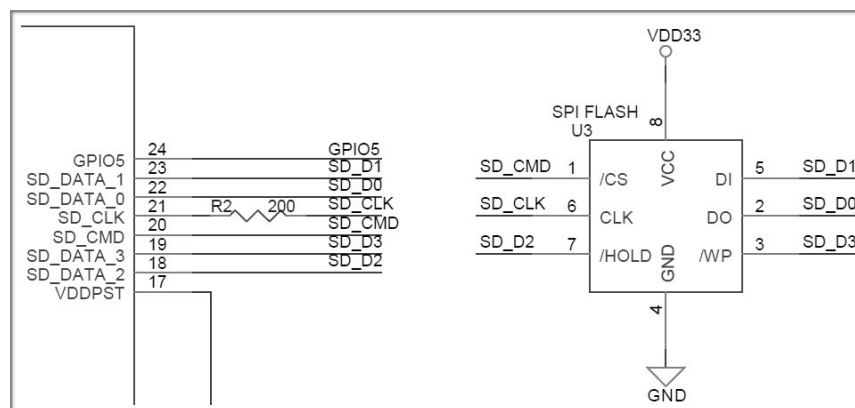 VDD33
SPI FLASH
U3
8
24
GPIO5
GPIO5
23
SD_D1
SD_DATA_1
22
SD_D0
SD_DATA_0
21
R2
200
SD_CLK
SD_CLK
20
SD_CMD
SD_CMD
19
SD_D3
SD_DATA_3
18
SD_D2
SD_DATA_2
17
VDDPST
SD_CMD
1
/CS
VCC
DI
5
SD_D1
SD_CLK
6
CLK
DO
2
SD_D0
SD_D2
7
/HOLD
GND
/WP
3
SD_D3
4
GND